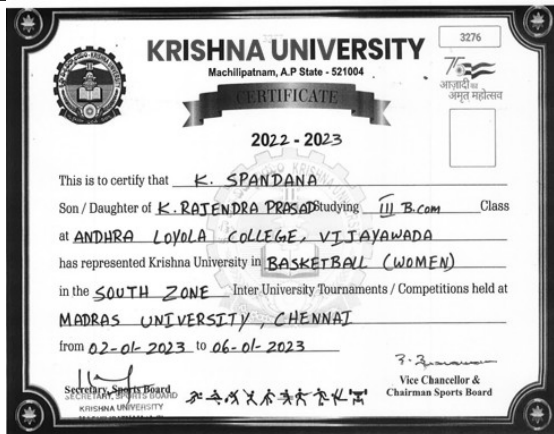 3276
KRISHNA UNIVERSITY
Machilipatnam, A.P State - 521004
CERTIFICATE
75
आज़ादी का
अमृत महोत्सव
2022 - 2023
This is to certify that K. SPANDANA
Son / Daughter of K. RAJENDRA PRASAD Studying III B.com Class
at ANDHRA LOYOLA COLLEGE, VIJAYAWADA
has represented Krishna University in BASKETBALL (WOMEN)
in the SOUTH ZONE Inter University Tournaments / Competitions held at
MADRAS UNIVERSITY, CHENNAI
from 02-01-2023 to 06-01-2023
Secretary, Sports Board
SECRETARY, SPORTS BOARD
KRISHNA UNIVERSITY
Vice Chancellor &
Chairman Sports Board